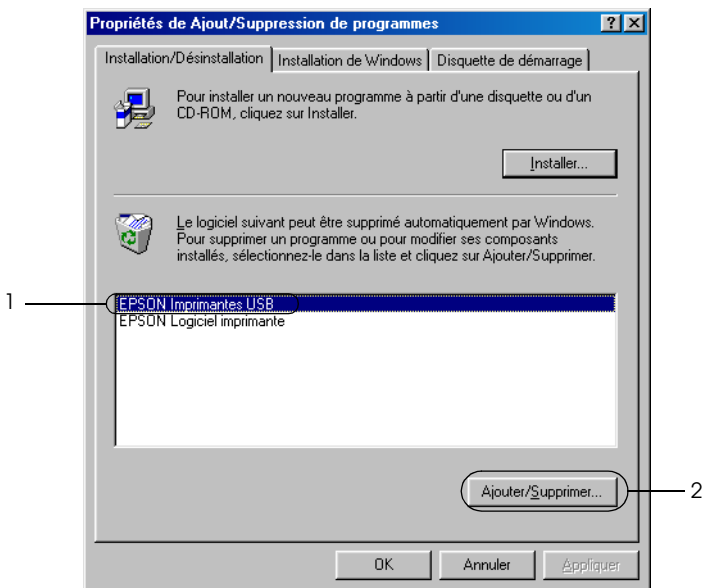 Propriétés de Ajout/Suppression de programmes
Installation/Désinstallation
Installation de Windows
Disquette de démarrage
Pour installer un nouveau programme à partir d'une disquette ou d'un
CD-ROM, cliquez sur Installer.
Installer...
Le logiciel suivant peut être supprimé automatiquement par Windows.
Pour supprimer un programme ou pour modifier ses composants
installés, sélectionnez-le dans la liste et cliquez sur Ajouter/Supprimer.
1
EPSON Imprimantes USB
EPSON Logiciel imprimante
Ajouter/Supprimer...
2
OK
Annuler
Appliquer